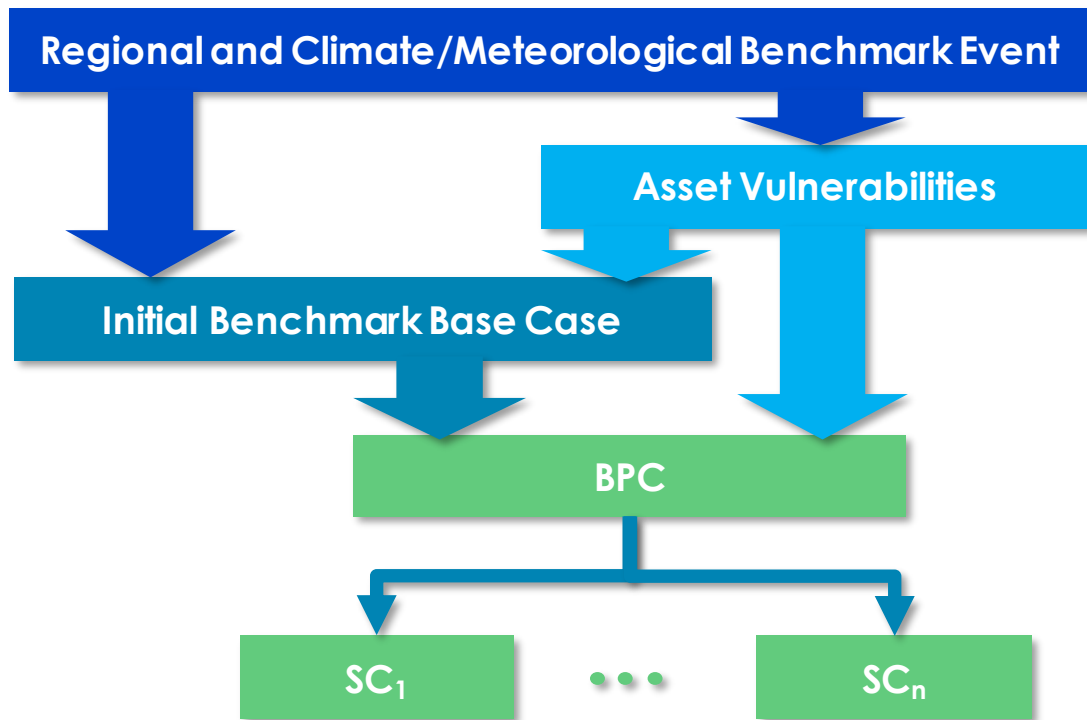 Regional and Climate/Meteorological Benchmark Event
Asset Vulnerabilities
Initial Benchmark Base Case
BPC
SC₁ ••• SCₙ